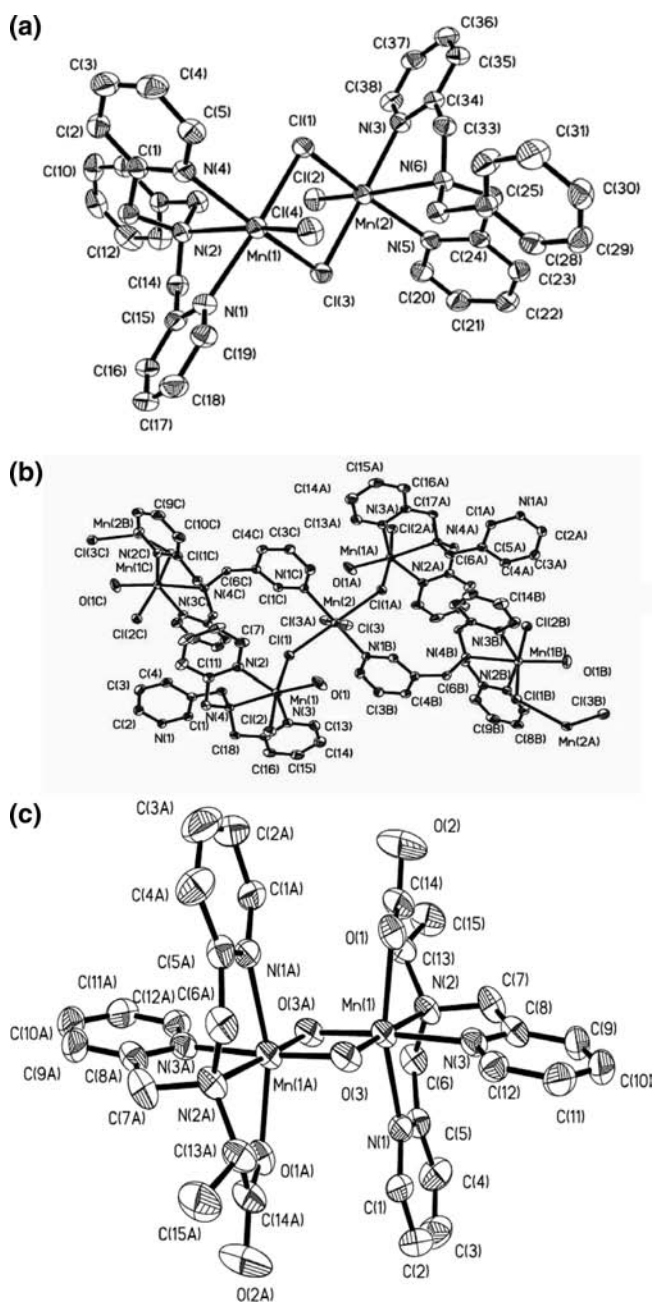 (a)
C(36)
C(37)
C(3)
C(4)
C(35)
C(38)
C(34)
C(5)
Cl(1)
N(3)
C(33)
C(2)
C(31)
C(1)
N(4)
Cl(2)
N(6)
C(10)
C(25)
C(30)
Cl(4)
Mn(2)
C(12)
N(2)
N(5)
C(29)
Mn(1)
C(24)
C(28)
C(14)
Cl(3)
C(23)
N(1)
C(20)
C(15)
C(21)
C(22)
C(19)
C(16)
C(18)
C(17)
(b)
C(15A)
C(16A)
C(14A)
C(17A)
C(9C)
N(3A)
C(1A)
N(1A)
Mn(2B)
C(10C)
C(13A)
Cl(2A)
C(4C)
C(3C)
N(4A)
C(2A)
Cl(3C)
N(2C)
C(1C)
Mn(1A)
C(5A)
Mn(1C)
C(6C)
N(1C)
C(6A)
C(3A)
O(1A)
N(2A)
C(4A)
O(1C)
N(4C)
C(1C)
Mn(2)
C(14B)
N(3C)
Cl(3A)
Cl(1A)
Cl(2B)
Cl(2C)
C(7)
Cl(3)
N(3B)
Cl(1)
N(4B)
Mn(1B)
C(4)
C(11)
N(2)
N(1B)
O(1B)
C(3)
Mn(1)
O(1)
N(2B)
Cl(1B)
Cl(3B)
C(3B)
C(6B)
C(2)
N(4)
N(3)
C(4B)
C(1)
Cl(2)
C(13)
C(9B)
N(1)
C(18)
C(14)
C(8B)
Mn(2A)
C(16)
C(15)
(c)
C(3A)
O(2)
C(2A)
C(4A)
C(14)
C(1A)
O(1)
C(15)
C(5A)
C(13)
N(1A)
N(2)
C(11A)
C(6A)
Mn(1)
C(7)
C(12A)
O(3A)
C(8)
C(10A)
C(9)
C(9A)
N(3A)
N(3)
C(8A)
Mn(1A)
O(3)
C(6)
C(12)
C(10)
C(7A)
N(2A)
N(1)
C(5)
C(11)
C(13A)
O(1A)
C(4)
C(1)
C(15A)
C(14A)
C(3)
C(2)
O(2A)